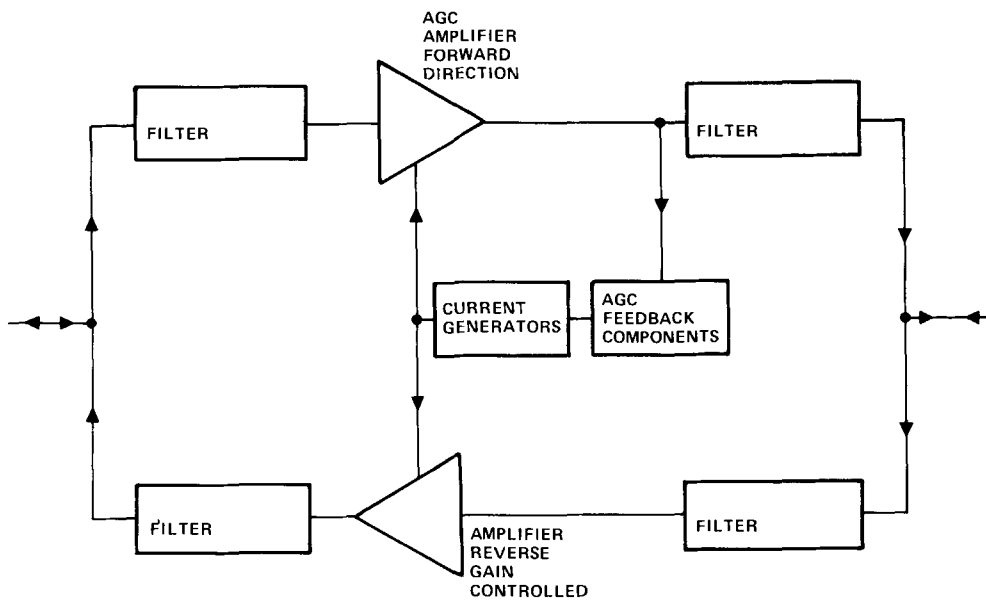 AGC
AMPLIFIER
FORWARD
DIRECTION
FILTER
FILTER
CURRENT
GENERATORS
AGC
FEEDBACK
COMPONENTS
FILTER
AMPLIFIER
REVERSE
GAIN
CONTROLLED
FILTER